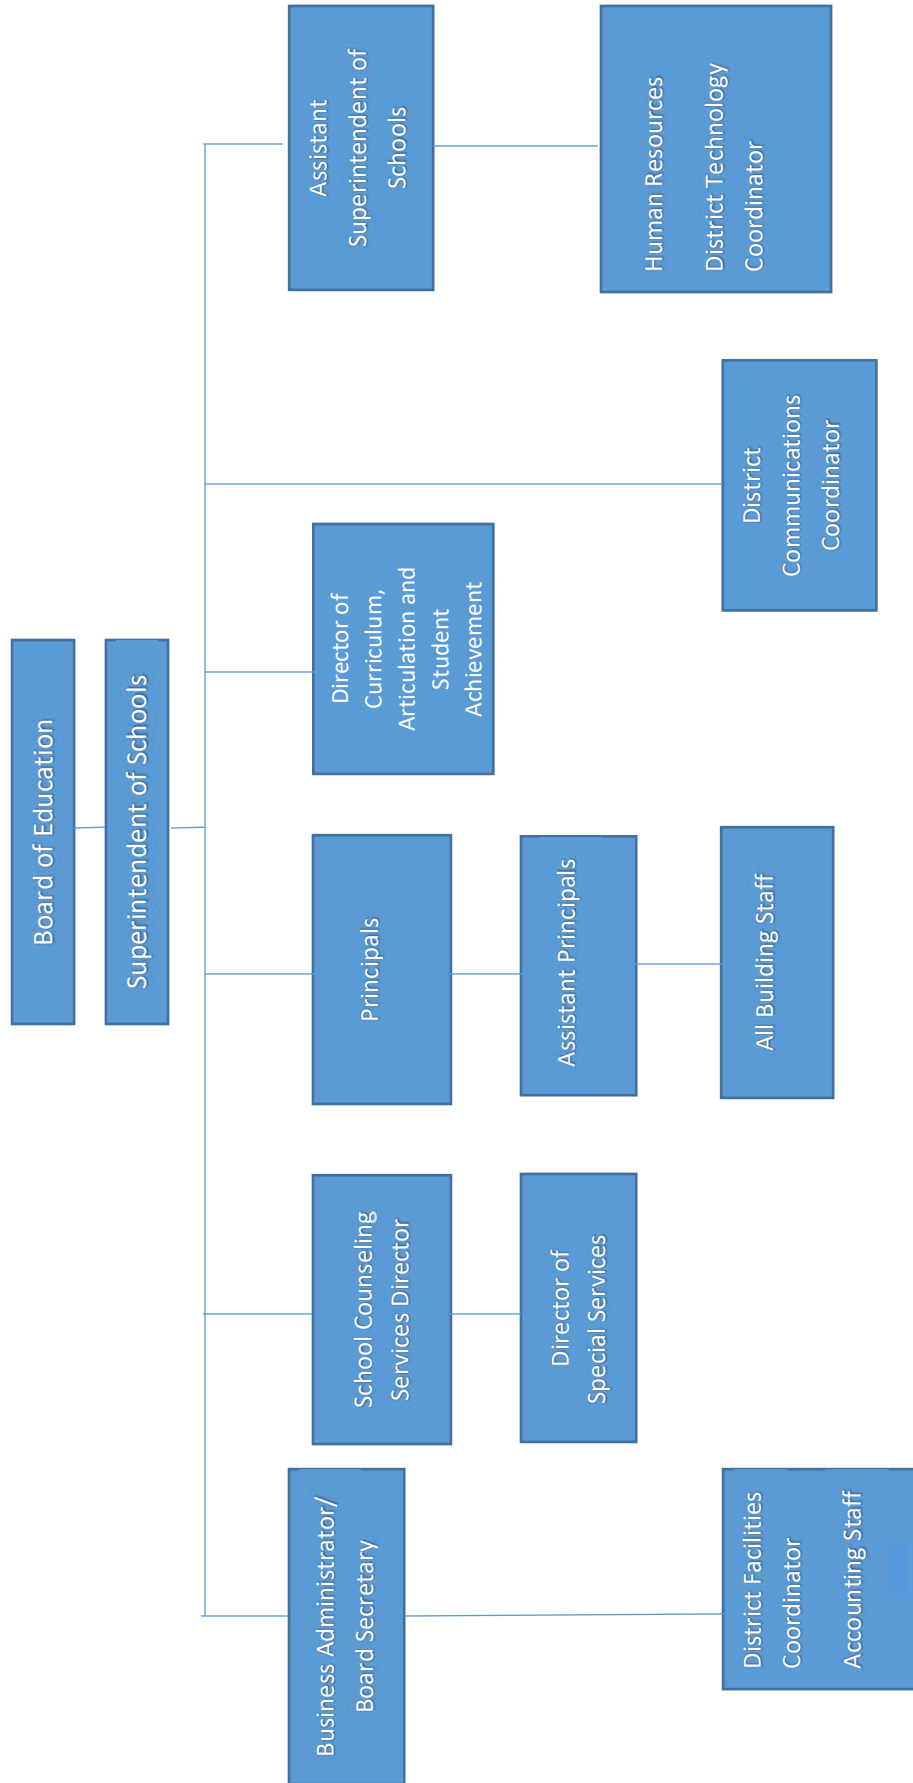 Board of Education
Superintendent of Schools
Business Administrator/
Board Secretary
School Counseling
Services Director
Principals
Director of
Curriculum,
Articulation and
Student
Achievement
Assistant
Superintendent of
Schools
Director of
Special Services
Assistant Principals
District Facilities
Coordinator
Accounting Staff
All Building Staff
District
Communications
Coordinator
Human Resources
District Technology
Coordinator